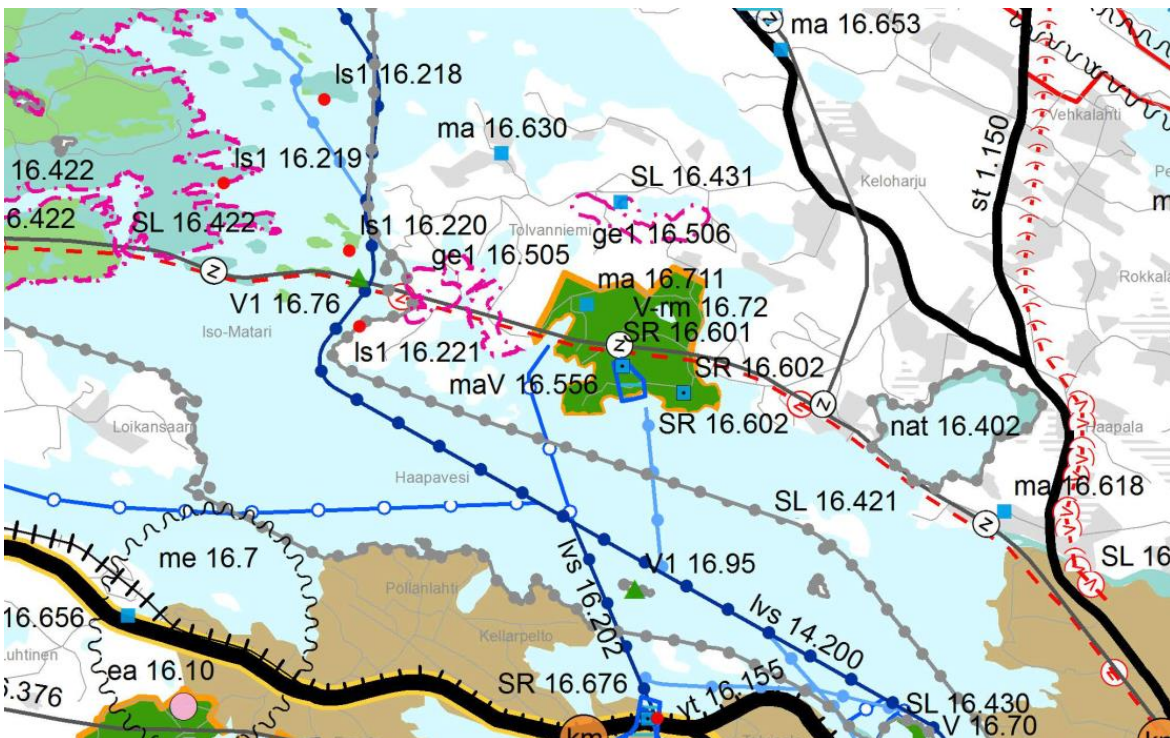 ma 16.653
ls1 16.218
Vehkalahti
ma 16.630
16.422
ls1 16.219
SL 16.431
Keloharju
st 1.150
6.422
SL 16.422
ls1 16.220
Tolvanniemi
ge1 16.506
ge1 16.505
Z
ma 16.711
V1 16.76
V-rm 16.72
Iso-Matari
SR 16.601
Z
ls1 16.221
SR 16.602
maV 16.556
Z
Loikansaari
SR 16.602
nat 16.402
Haapala
Haapavesi
SL 16.421
ma 16.618
Z
me 16.7
V1 16.95
SL 16
Pöllänlahti
lvs 16.202
lvs 14.200
16.656
Kellarpelto
ea 16.10
SR 16.676
vt 16.155
SL 16.430
V 16.70
km